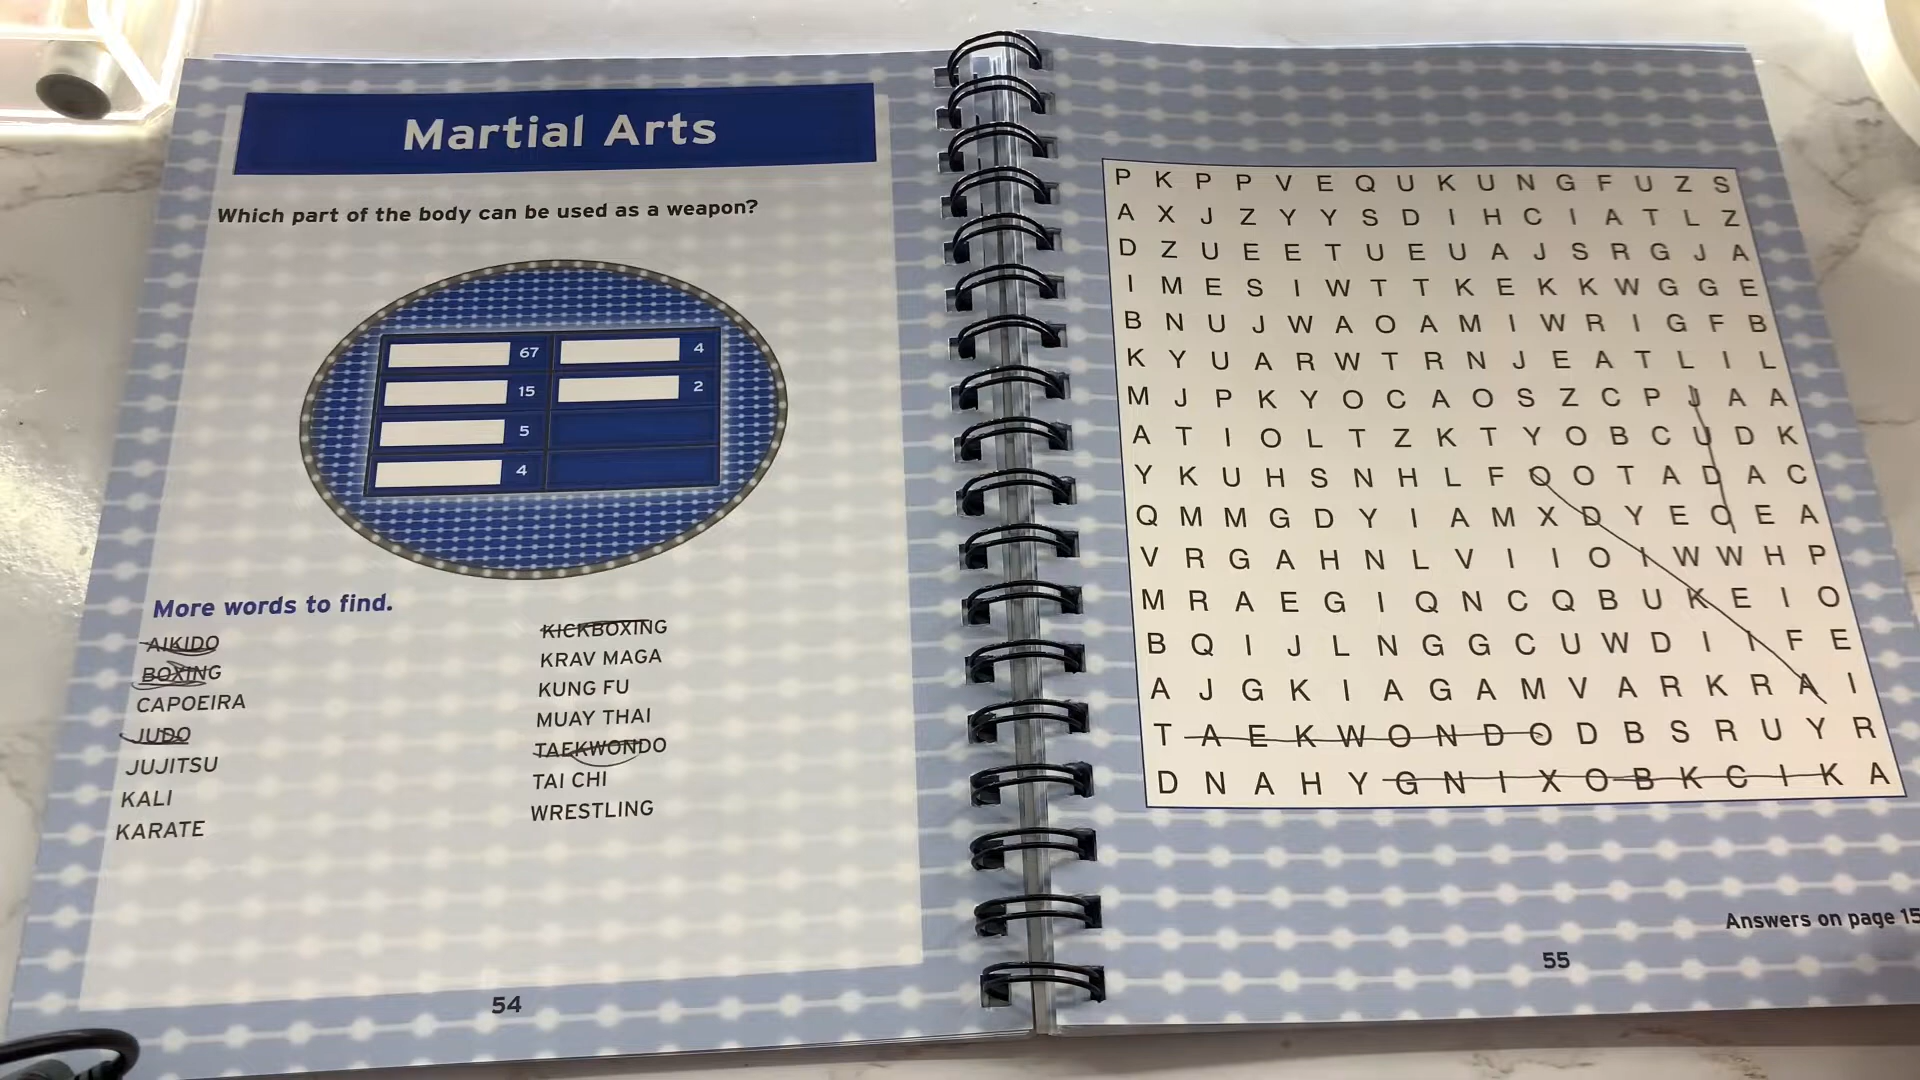 Martial Arts
Which part of the body can be used as a weapon?
67 4
15 2
5
4
More words to find.
AIKIDO
BOXING
CAPOEIRA
JUDO
JUJITSU
KALI
KARATE
KICKBOXING
KRAV MAGA
KUNG FU
MUAY THAI
TAEKWONDO
TAI CHI
WRESTLING
54
P K P P V E Q U K U N G F U Z S
A X J Z Y Y S D I H C I A T L Z
D Z U E E T U E U A J S R G J A
I M E S I W T T K E K K W G G E
B N U J W A O A M I W R I G F B
K Y U A R W T R N J E A T L I L
M J P K Y O C A O S Z C P J A A
A T I O L T Z K T Y O B C U D K
Y K U H S N H L F O O T A D A C
Q M M G D Y I A M X D Y E O E A
V R G A H N L V I I O I W W H P
M R A E G I Q N C Q B U K E I O
B Q I J L N G G C U W D I I F E
A J G K I A G A M V A R K R A I
T A E K W O N D O D B S R U Y R
D N A H Y G N I X O B K C I K A
Answers on page 15
55